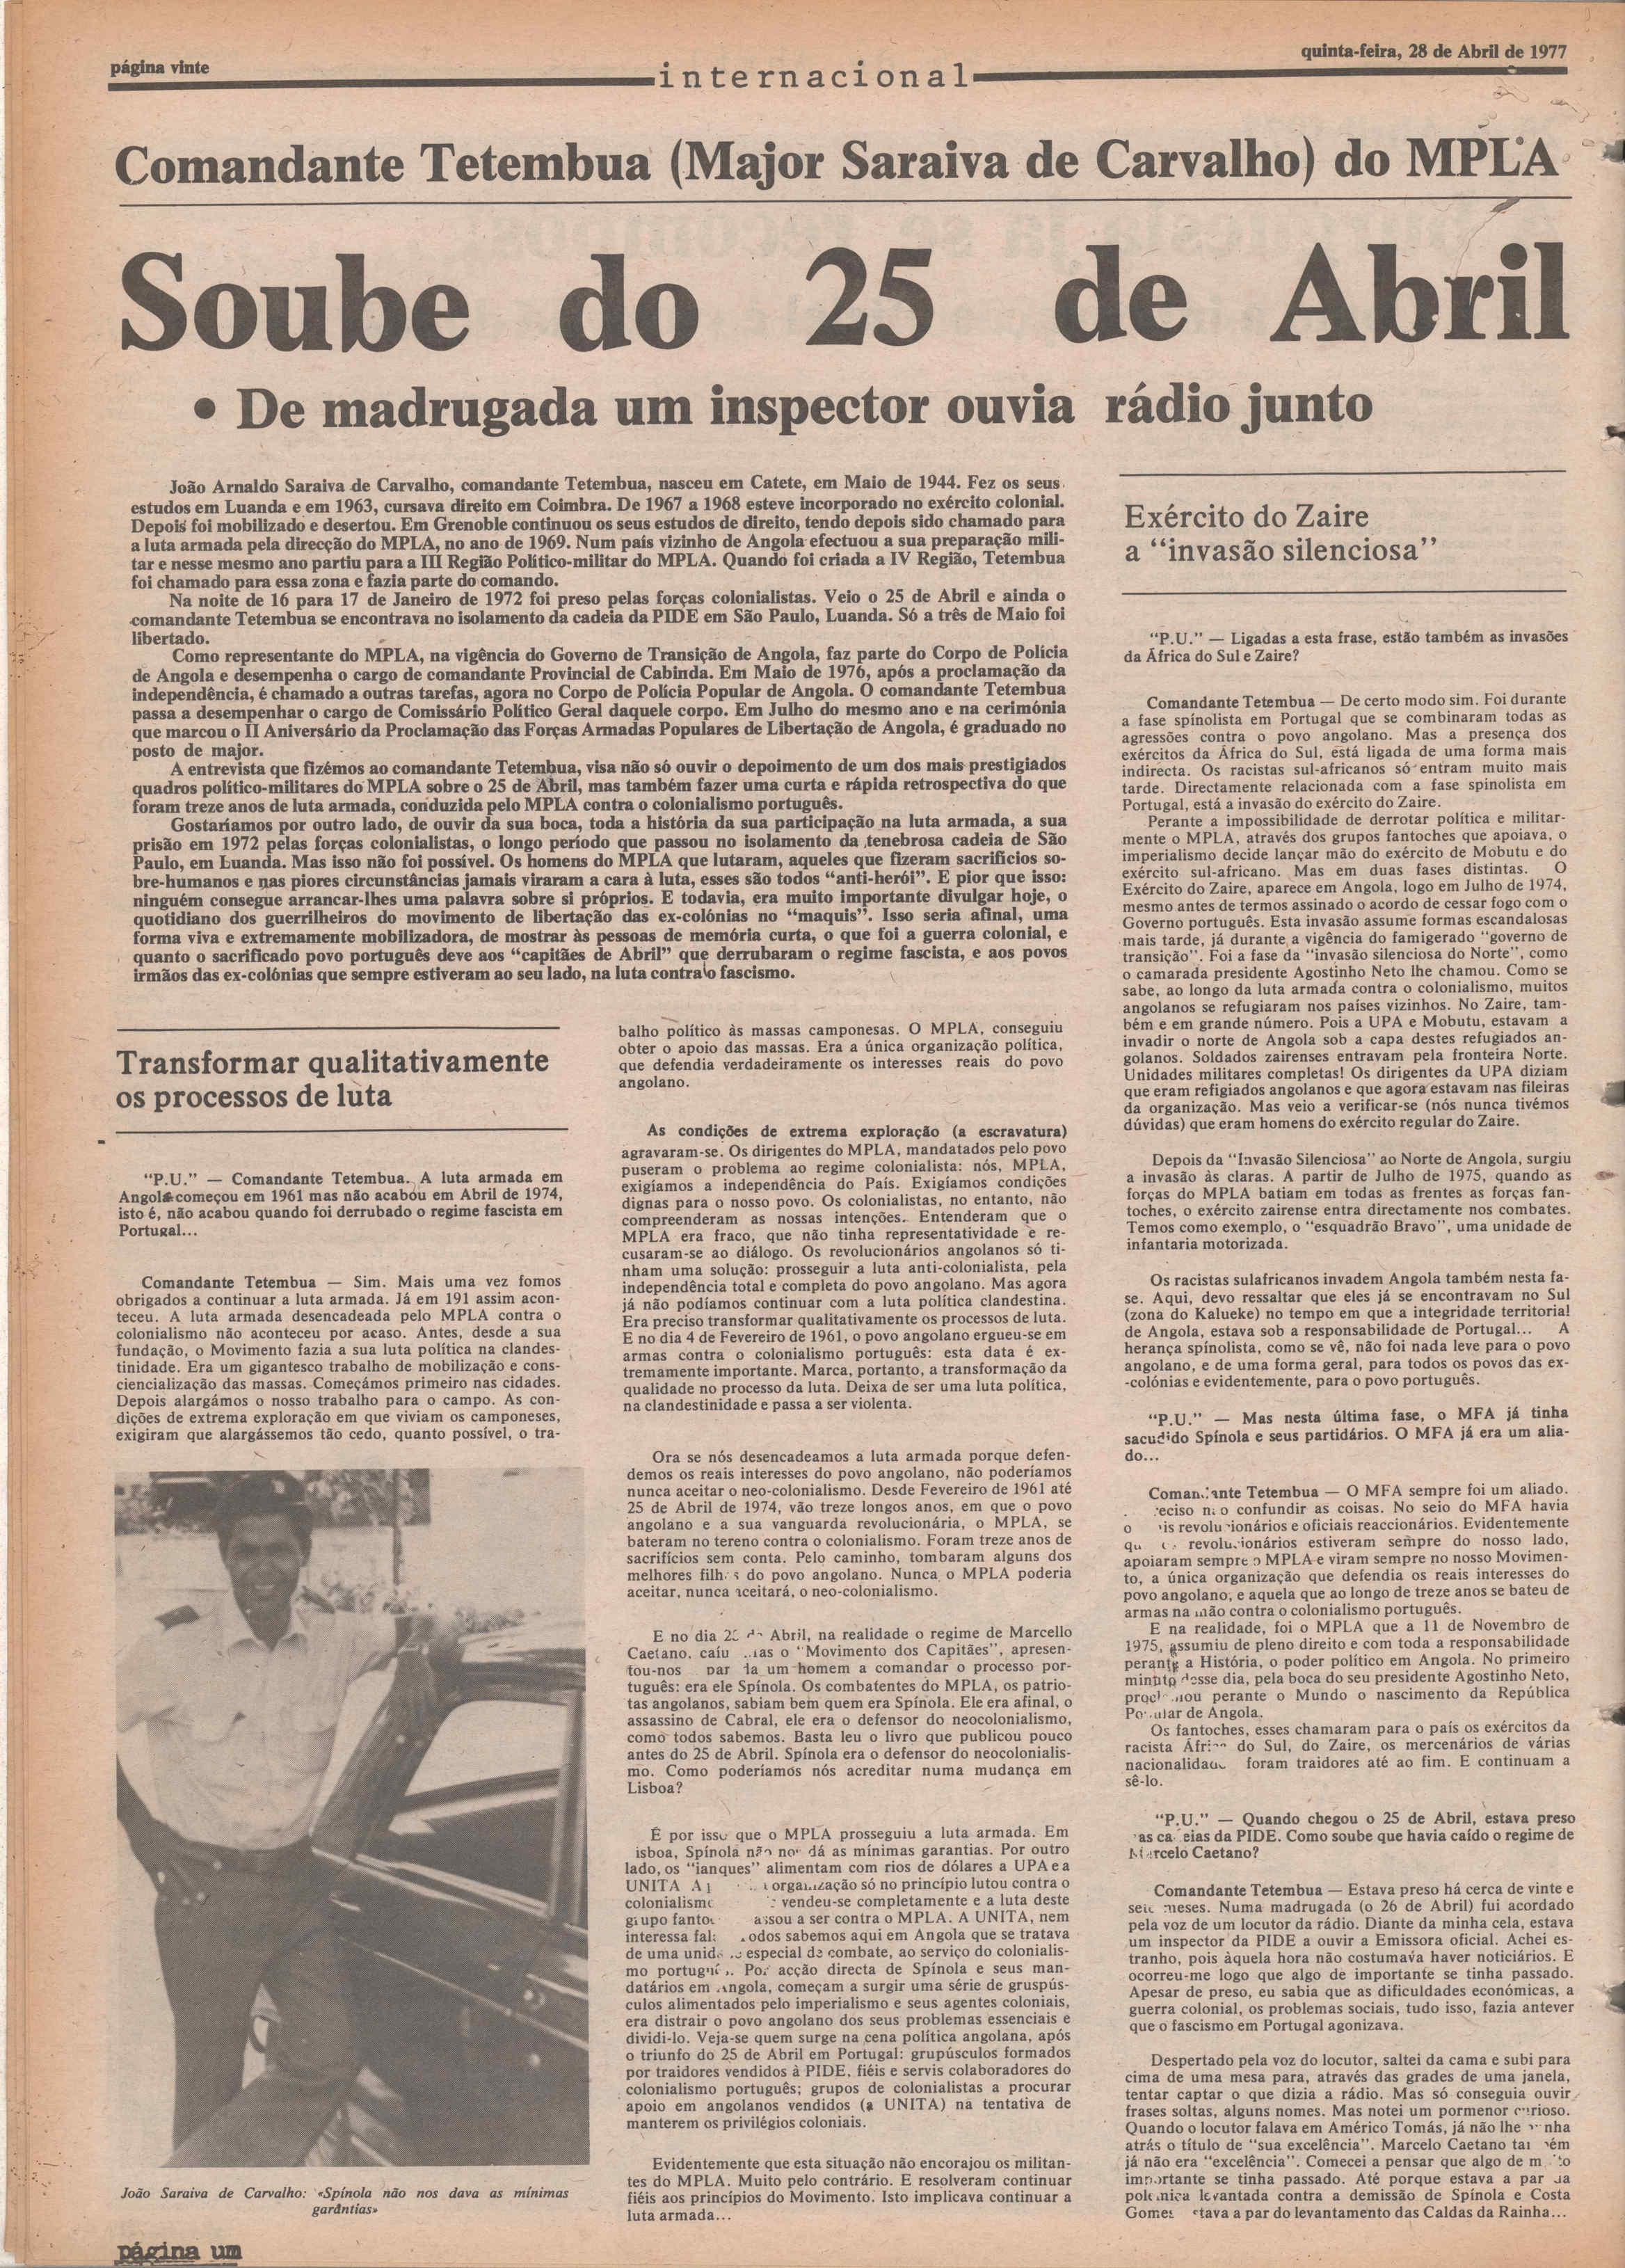 página vinte
internacional
quinta-feira, 28 de Abril de 1977
Comandante Tetembua (Major Saraiva de Carvalho) do MPLA
Soube do 25 de Abril
• De madrugada um inspector ouvia rádio junto
João Arnaldo Saraiva de Carvalho, comandante Tetembua, nasceu em Catete, em Maio de 1944. Fez os seus
estudos em Luanda e em 1963, cursava direito em Coimbra. De 1967 a 1968 esteve incorporado no exército colonial.
Depois foi mobilizado e desertou. Em Grenoble continuou os seus estudos de direito, tendo depois sido chamado para
a luta armada pela direcção do MPLA, no ano de 1969. Num país vizinho de Angola efectuou a sua preparação mili-
tar e nesse mesmo ano partiu para a III Região Político-militar do MPLA. Quando foi criada a IV Região, Tetembua
foi chamado para essa zona e fazia parte do comando.
Na noite de 16 para 17 de Janeiro de 1972 foi preso pelas forças colonialistas. Veio o 25 de Abril e ainda o
comandante Tetembua se encontrava no isolamento da cadeia da PIDE em São Paulo, Luanda. Só a três de Maio foi
libertado.
Como representante do MPLA, na vigência do Governo de Transição de Angola, faz parte do Corpo de Polícia
de Angola e desempenha o cargo de comandante Provincial de Cabinda. Em Maio de 1976, após a proclamação da
independência, é chamado a outras tarefas, agora no Corpo de Polícia Popular de Angola. O comandante Tetembua
passa a desempenhar o cargo de Comissário Político Geral daquele corpo. Em Julho do mesmo ano e na cerimónia
que marcou o II Aniversário da Proclamação das Forças Armadas Populares de Libertação de Angola, é graduado no
posto de major.
A entrevista que fizémos ao comandante Tetembua, visa não só ouvir o depoimento de um dos mais prestigiados
quadros político-militares do MPLA sobre o 25 de Abril, mas também fazer uma curta e rápida retrospectiva do que
foram treze anos de luta armada, conduzida pelo MPLA contra o colonialismo português.
Gostaríamos por outro lado, de ouvir da sua boca, toda a história da sua participação na luta armada, a sua
prisão em 1972 pelas forças colonialistas, o longo período que passou no isolamento da tenebrosa cadeia de São
Paulo, em Luanda. Mas isso não foi possível. Os homens do MPLA que lutaram, aqueles que fizeram sacrifícios so-
bre-humanos e nas piores circunstâncias jamais viraram a cara à luta, esses são todos “anti-herói”. E pior que isso:
ninguém consegue arrancar-lhes uma palavra sobre si próprios. E todavia, era muito importante divulgar hoje, o
quotidiano dos guerrilheiros do movimento de libertação das ex-colónias no “maquis”. Isso seria afinal, uma
forma viva e extremamente mobilizadora, de mostrar às pessoas de memória curta, o que foi a guerra colonial, e
quanto o sacrificado povo português deve aos “capitães de Abril” que derrubaram o regime fascista, e aos povos
irmãos das ex-colónias que sempre estiveram ao seu lado, na luta contra o fascismo.
Transformar qualitativamente
os processos de luta
“P.U.” — Comandante Tetembua. A luta armada em
Angola começou em 1961 mas não acabou em Abril de 1974,
isto é, não acabou quando foi derrubado o regime fascista em
Portugal...
Comandante Tetembua — Sim. Mais uma vez fomos
obrigados a continuar a luta armada. Já em 191 assim acon-
teceu. A luta armada desencadeada pelo MPLA contra o
colonialismo não aconteceu por acaso. Antes, desde a sua
fundação, o Movimento fazia a sua luta política na clandes-
tinidade. Era um gigantesco trabalho de mobilização e cons-
ciencialização das massas. Começámos primeiro nas cidades.
Depois alargámos o nosso trabalho para o campo. As con-
dições de extrema exploração em que viviam os camponeses,
exigiram que alargássemos tão cedo, quanto possível, o tra-
João Saraiva de Carvalho: «Spínola não nos dava as mínimas
garântias»
página um
balho político às massas camponesas. O MPLA, conseguiu
obter o apoio das massas. Era a única organização política,
que defendia verdadeiramente os interesses reais do povo
angolano.
As condições de extrema exploração (a escravatura)
agravaram-se. Os dirigentes do MPLA, mandatados pelo povo
puseram o problema ao regime colonialista: nós, MPLA,
exigíamos a independência do País. Exigíamos condições
dignas para o nosso povo. Os colonialistas, no entanto, não
compreenderam as nossas intenções. Entenderam que o
MPLA era fraco, que não tinha representatividade e re-
cusaram-se ao diálogo. Os revolucionários angolanos só ti-
nham uma solução: prosseguir a luta anti-colonialista, pela
independência total e completa do povo angolano. Mas agora
já não podíamos continuar com a luta política clandestina.
Era preciso transformar qualitativamente os processos de luta.
E no dia 4 de Fevereiro de 1961, o povo angolano ergueu-se em
armas contra o colonialismo português: esta data é ex-
tremamente importante. Marca, portanto, a transformação da
qualidade no processo da luta. Deixa de ser uma luta política,
na clandestinidade e passa a ser violenta.
Ora se nós desencadeamos a luta armada porque defen-
demos os reais interesses do povo angolano, não poderíamos
nunca aceitar o neo-colonialismo. Desde Fevereiro de 1961 até
25 de Abril de 1974, vão treze longos anos, em que o povo
angolano e a sua vanguarda revolucionária, o MPLA, se
bateram no tereno contra o colonialismo. Foram treze anos de
sacrifícios sem conta. Pelo caminho, tombaram alguns dos
melhores filhos do povo angolano. Nunca o MPLA poderia
aceitar, nunca aceitará, o neo-colonialismo.
E no dia Abril, na realidade o regime de Marcello
Caetano, caiu o “Movimento dos Capitães”, apresen-
tou-nos um homem a comandar o processo por-
tuguês: era ele Spínola. Os combatentes do MPLA, os patrio-
tas angolanos, sabiam bem quem era Spínola. Ele era afinal, o
assassino de Cabral, ele era o defensor do neocolonialismo,
como todos sabemos. Basta leu o livro que publicou pouco
antes do 25 de Abril. Spínola era o defensor do neocolonialis-
mo. Como poderíamos nós acreditar numa mudança em
Lisboa?
É por isso que o MPLA prosseguiu a luta armada. Em
isboa, Spínola não nos dá as mínimas garantias. Por outro
lado, os “ianques” alimentam com rios de dólares a UPA e a
UNITA organização só no princípio lutou contra o
colonialismo vendeu-se completamente e a luta deste
grupo a ser contra o MPLA. A UNITA, nem
interessa sabemos aqui em Angola que se tratava
de uma especial de combate, ao serviço do colonialis-
mo Por acção directa de Spínola e seus man-
datários em Angola, começam a surgir uma série de gruspús-
culos alimentados pelo imperialismo e seus agentes coloniais,
era distrair o povo angolano dos seus problemas essenciais e
dividi-lo. Veja-se quem surge na cena política angolana, após
o triunfo do 25 de Abril em Portugal: grupúsculos formados
por traidores vendidos à PIDE, fiéis e servis colaboradores do
colonialismo português; grupos de colonialistas a procurar
apoio em angolanos vendidos (a UNITA) na tentativa de
manterem os privilégios coloniais.
Evidentemente que esta situação não encorajou os militan-
tes do MPLA. Muito pelo contrário. E resolveram continuar
fiéis aos princípios do Movimento. Isto implicava continuar a
luta armada...
Exército do Zaire
a “invasão silenciosa”
“P.U.” — Ligadas a esta frase, estão também as invasões
da África do Sul e Zaire?
Comandante Tetembua — De certo modo sim. Foi durante
a fase spínolista em Portugal que se combinaram todas as
agressões contra o povo angolano. Mas a presença dos
exércitos da África do Sul, está ligada de uma forma mais
indirecta. Os racistas sul-africanos só entram muito mais
tarde. Directamente relacionada com a fase spinolista em
Portugal, está a invasão do exército do Zaire.
Perante a impossibilidade de derrotar política e militar-
mente o MPLA, através dos grupos fantoches que apoiava, o
imperialismo decide lançar mão do exército de Mobutu e do
exército sul-africano. Mas em duas fases distintas. O
Exército do Zaire, aparece em Angola, logo em Julho de 1974,
mesmo antes de termos assinado o acordo de cessar fogo com o
Governo português. Esta invasão assume formas escandalosas
mais tarde, já durante a vigência do famigerado “governo de
transição”. Foi a fase da “invasão silenciosa do Norte”, como
o camarada presidente Agostinho Neto lhe chamou. Como se
sabe, ao longo da luta armada contra o colonialismo, muitos
angolanos se refugiaram nos países vizinhos. No Zaire, tam-
bém e em grande número. Pois a UPA e Mobutu, estavam a
invadir o norte de Angola sob a capa destes refugiados an-
golanos. Soldados zairenses entravam pela fronteira Norte.
Unidades militares completas! Os dirigentes da UPA diziam
que eram refigiados angolanos e que agora estavam nas fileiras
da organização. Mas veio a verificar-se (nós nunca tivémos
dúvidas) que eram homens do exército regular do Zaire.
Depois da “Invasão Silenciosa” ao Norte de Angola, surgiu
a invasão às claras. A partir de Julho de 1975, quando as
forças do MPLA batiam em todas as frentes as forças fan-
toches, o exército zairense entra directamente nos combates.
Temos como exemplo, o “esquadrão Bravo”, uma unidade de
infantaria motorizada.
Os racistas sulafricanos invadem Angola também nesta fa-
se. Aqui, devo ressaltar que eles já se encontravam no Sul
(zona do Kalueke) no tempo em que a integridade territorial
de Angola, estava sob a responsabilidade de Portugal... A
herança spínolista, como se vê, não foi nada leve para o povo
angolano, e de uma forma geral, para todos os povos das ex-
-colónias e evidentemente, para o povo português.
“P.U.” — Mas nesta última fase, o MFA já tinha
sacudido Spínola e seus partidários. O MFA já era um alia-
do...
Comandante Tetembua — O MFA sempre foi um aliado.
confundir as coisas. No seio do MFA havia
revolucionários e oficiais reaccionários. Evidentemente
revolucionários estiveram sempre do nosso lado,
apoiaram sempre o MPLA e viram sempre no nosso Movimen-
to, a única organização que defendia os reais interesses do
povo angolano, e aquela que ao longo de treze anos se bateu de
armas na mão contra o colonialismo português.
E na realidade, foi o MPLA que a 11 de Novembro de
1975, assumiu de pleno direito e com toda a responsabilidade
perante a História, o poder político em Angola. No primeiro
minuto desse dia, pela boca do seu presidente Agostinho Neto,
proclamou perante o Mundo o nascimento da República
Popular de Angola.
Os fantoches, esses chamaram para o país os exércitos da
racista África do Sul, do Zaire, os mercenários de várias
foram traidores até ao fim. E continuam a
sê-lo.
“P.U.” — Quando chegou o 25 de Abril, estava preso
cadeias da PIDE. Como soube que havia caído o regime de
Marcelo Caetano?
Comandante Tetembua — Estava preso há cerca de vinte e
meses. Numa madrugada (o 26 de Abril) fui acordado
pela voz de um locutor da rádio. Diante da minha cela, estava
um inspector da PIDE a ouvir a Emissora oficial. Achei es-
tranho, pois àquela hora não costumava haver noticiários. E
ocorreu-me logo que algo de importante se tinha passado.
Apesar de preso, eu sabia que as dificuldades económicas, a
guerra colonial, os problemas sociais, tudo isso, fazia antever
que o fascismo em Portugal agonizava.
Despertado pela voz do locutor, saltei da cama e subi para
cima de uma mesa para, através das grades de uma janela,
tentar captar o que dizia a rádio. Mas só conseguia ouvir
frases soltas, alguns nomes. Mas notei um pormenor curioso.
Quando o locutor falava em Américo Tomás, já não lhe vinha
atrás o título de “sua excelência”. Marcelo Caetano também
já não era “excelência”. Comecei a pensar que algo de
importante se tinha passado. Até porque estava a par da
polémica levantada contra a demissão de Spínola e Costa
Gomes estava a par do levantamento das Caldas da Rainha...